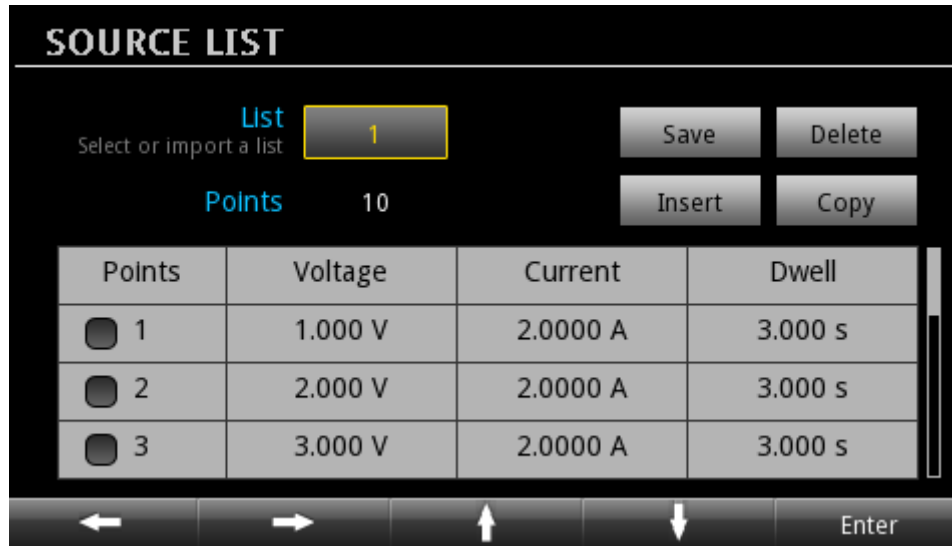 SOURCE LIST
List
Select or import a list
1
Save
Delete
Points
10
Insert
Copy
Points Voltage Current Dwell
1 1.000 V 2.0000 A 3.000 s
2 2.000 V 2.0000 A 3.000 s
3 3.000 V 2.0000 A 3.000 s
Enter